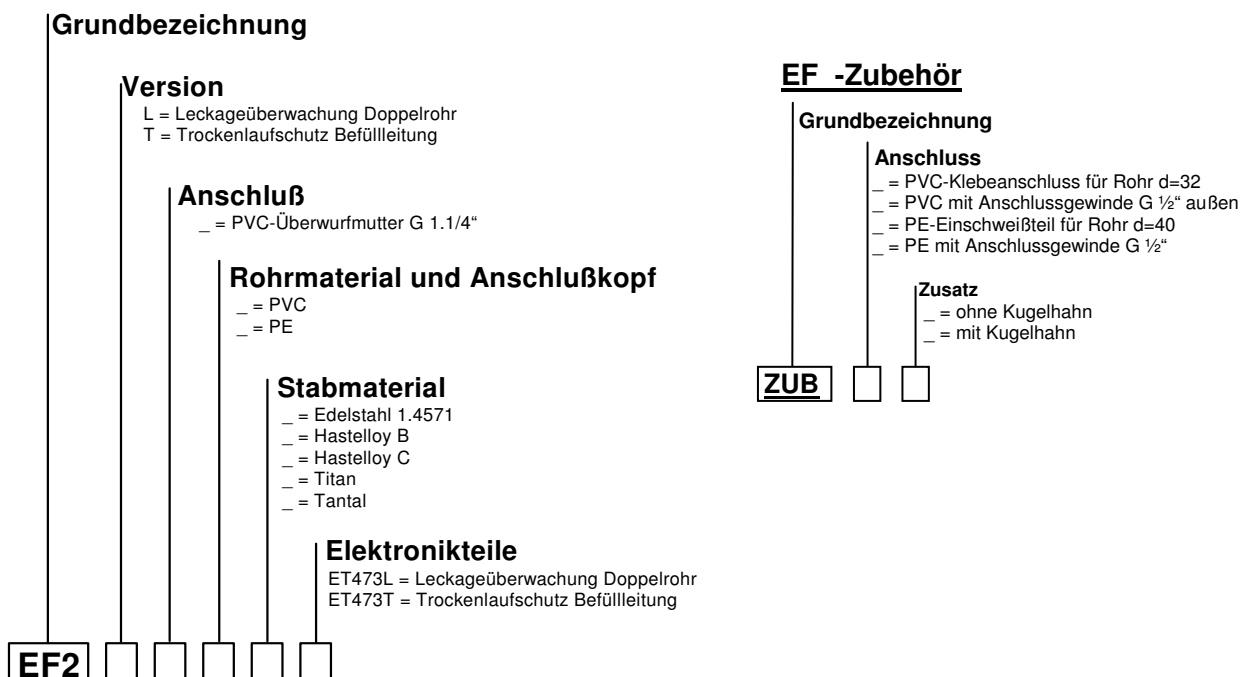 Grundbezeichnung
Version
L = Leckageüberwachung Doppelrohr
T = Trockenlaufschutz Befüllleitung
Anschluß
_ = PVC-Überwurfmutter G 1.1/4“
Rohrmaterial und Anschlußkopf
_ = PVC
_ = PE
Stabmaterial
_ = Edelstahl 1.4571
_ = Hastelloy B
_ = Hastelloy C
_ = Titan
_ = Tantal
Elektronikteile
ET473L = Leckageüberwachung Doppelrohr
ET473T = Trockenlaufschutz Befüllleitung
EF2
EF -Zubehör
Grundbezeichnung
Anschluss
_ = PVC-Klebeanschluss für Rohr d=32
_ = PVC mit Anschlussgewinde G ½“ außen
_ = PE-Einschweißteil für Rohr d=40
_ = PE mit Anschlussgewinde G ½“
Zusatz
_ = ohne Kugelhahn
_ = mit Kugelhahn
ZUB